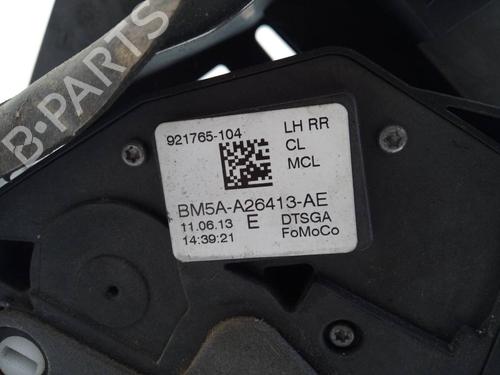 B-PARTS
921765-104
LH RR
CL
MCL
BM5A-A26413-AE
11.06.13 E DTSGA
14:39:21 FoMoCo